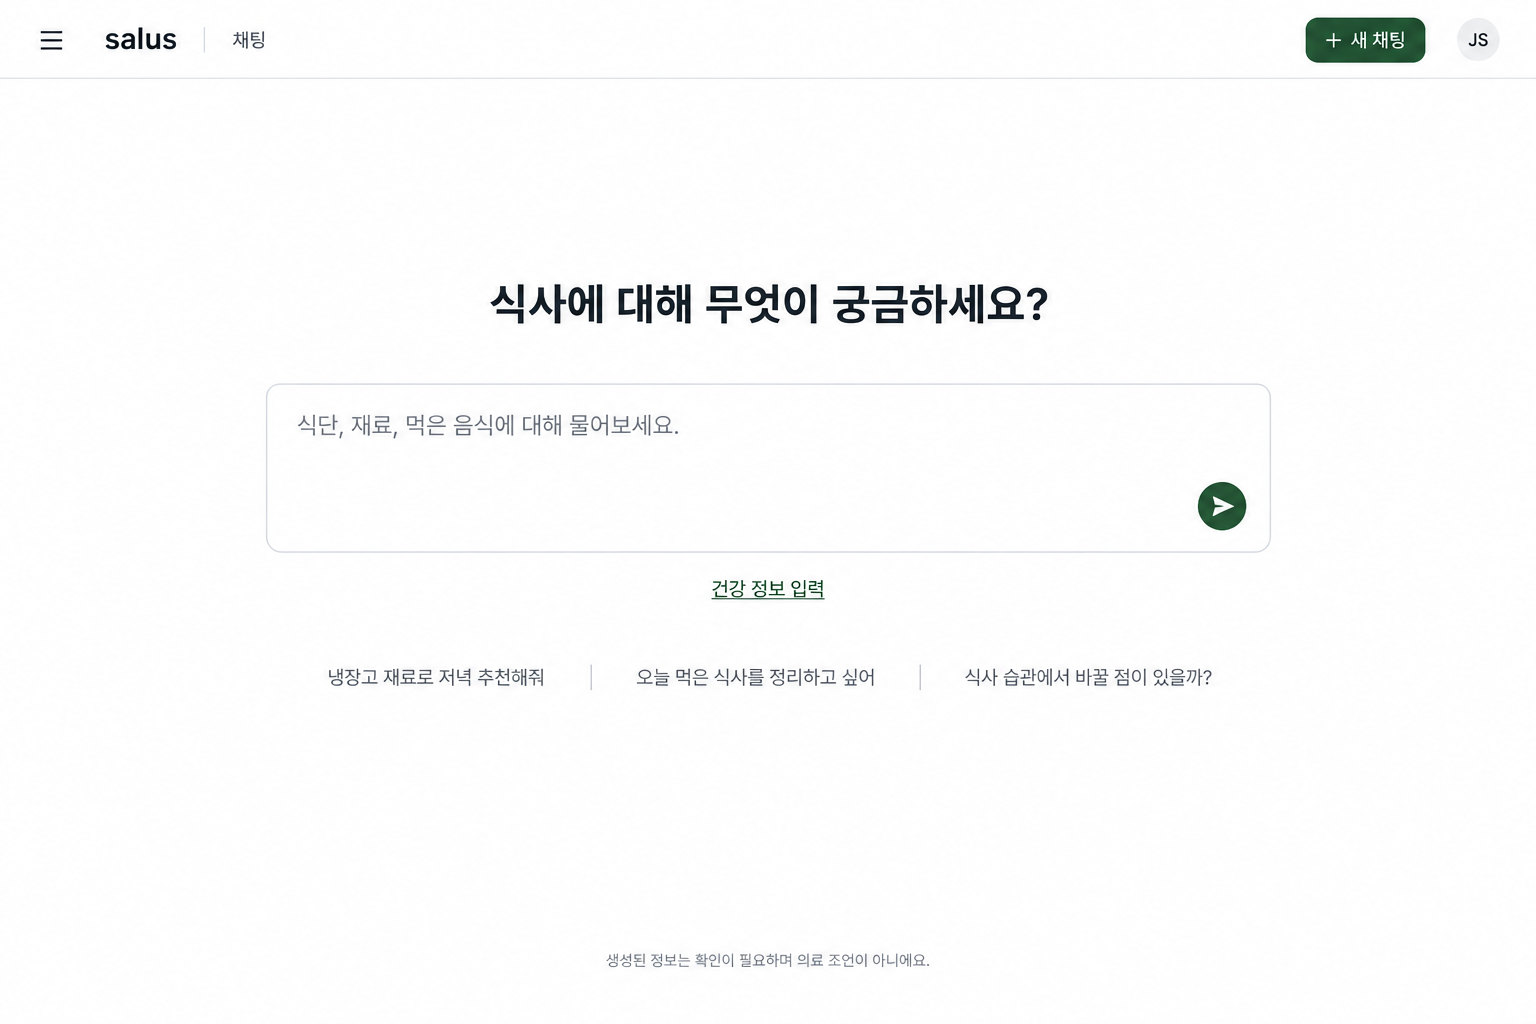 salus
채팅
+ 새 채팅
JS
식사에 대해 무엇이 궁금하세요?
식단, 재료, 먹은 음식에 대해 물어보세요.
건강 정보 입력
냉장고 재료로 저녁 추천해줘
오늘 먹은 식사를 정리하고 싶어
식사 습관에서 바꿀 점이 있을까?
생성된 정보는 확인이 필요하며 의료 조언이 아니에요.